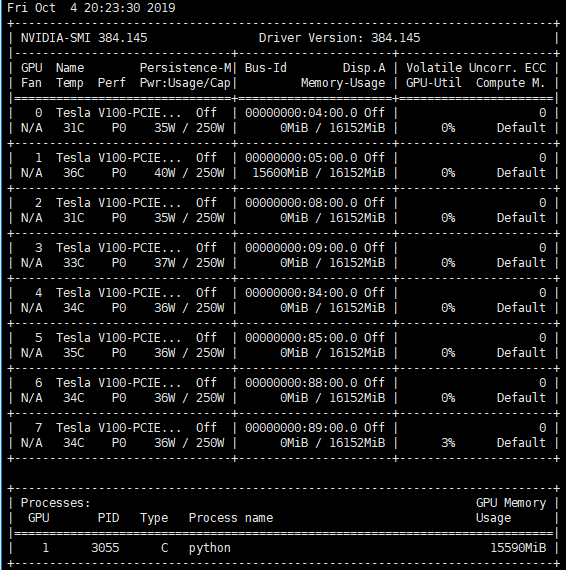 Fri Oct  4 20:23:30 2019
+-----------------------------------------------------------------------------+
| NVIDIA-SMI 384.145                Driver Version: 384.145                   |
|-------------------------------+----------------------+----------------------+
| GPU  Name        Persistence-M| Bus-Id        Disp.A | Volatile Uncorr. ECC |
| Fan  Temp  Perf  Pwr:Usage/Cap|         Memory-Usage | GPU-Util  Compute M. |
|===============================+======================+======================|
|   0  Tesla V100-PCIE...  Off  | 00000000:04:00.0 Off |                    0 |
| N/A   31C    P0    35W / 250W |      0MiB / 16152MiB |      0%      Default |
+-------------------------------+----------------------+----------------------+
|   1  Tesla V100-PCIE...  Off  | 00000000:05:00.0 Off |                    0 |
| N/A   36C    P0    40W / 250W |  15600MiB / 16152MiB |      0%      Default |
+-------------------------------+----------------------+----------------------+
|   2  Tesla V100-PCIE...  Off  | 00000000:08:00.0 Off |                    0 |
| N/A   31C    P0    35W / 250W |      0MiB / 16152MiB |      0%      Default |
+-------------------------------+----------------------+----------------------+
|   3  Tesla V100-PCIE...  Off  | 00000000:09:00.0 Off |                    0 |
| N/A   33C    P0    37W / 250W |      0MiB / 16152MiB |      0%      Default |
+-------------------------------+----------------------+----------------------+
|   4  Tesla V100-PCIE...  Off  | 00000000:84:00.0 Off |                    0 |
| N/A   34C    P0    36W / 250W |      0MiB / 16152MiB |      0%      Default |
+-------------------------------+----------------------+----------------------+
|   5  Tesla V100-PCIE...  Off  | 00000000:85:00.0 Off |                    0 |
| N/A   35C    P0    36W / 250W |      0MiB / 16152MiB |      0%      Default |
+-------------------------------+----------------------+----------------------+
|   6  Tesla V100-PCIE...  Off  | 00000000:88:00.0 Off |                    0 |
| N/A   34C    P0    36W / 250W |      0MiB / 16152MiB |      0%      Default |
+-------------------------------+----------------------+----------------------+
|   7  Tesla V100-PCIE...  Off  | 00000000:89:00.0 Off |                    0 |
| N/A   34C    P0    36W / 250W |      0MiB / 16152MiB |      3%      Default |
+-------------------------------+----------------------+----------------------+

+-----------------------------------------------------------------------------+
| Processes:                                                       GPU Memory |
|  GPU       PID   Type   Process name                             Usage      |
|=============================================================================|
|    1      3055      C   python                                     15590MiB |
+-----------------------------------------------------------------------------+